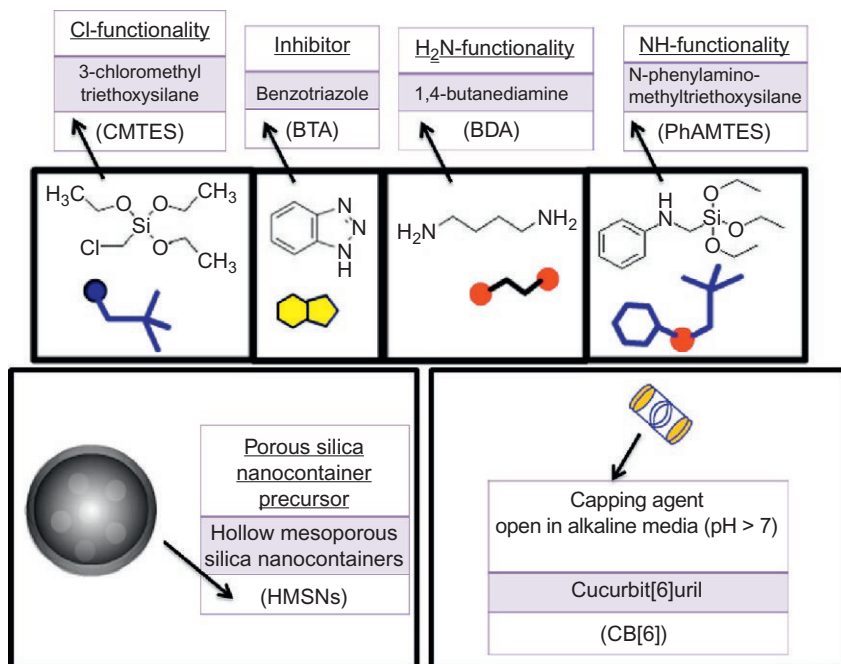 Cl-functionality
3-chloromethyl
triethoxysilane
(CMTES)
Inhibitor
Benzotriazole
(BTA)
H2N-functionality
1,4-butanediamine
(BDA)
NH-functionality
N-phenylamino-
methyltriethoxysilane
(PhAMTES)
H3C
O
O
CH3
Si
Cl
O
CH3
N
N
N
H
H2N
NH2
H
N
O
Si
O
O
Porous silica
nanocontainer
precursor
Hollow mesoporous
silica nanocontainers
(HMSNs)
Capping agent
open in alkaline media (pH > 7)
Cucurbit[6]uril
(CB[6])